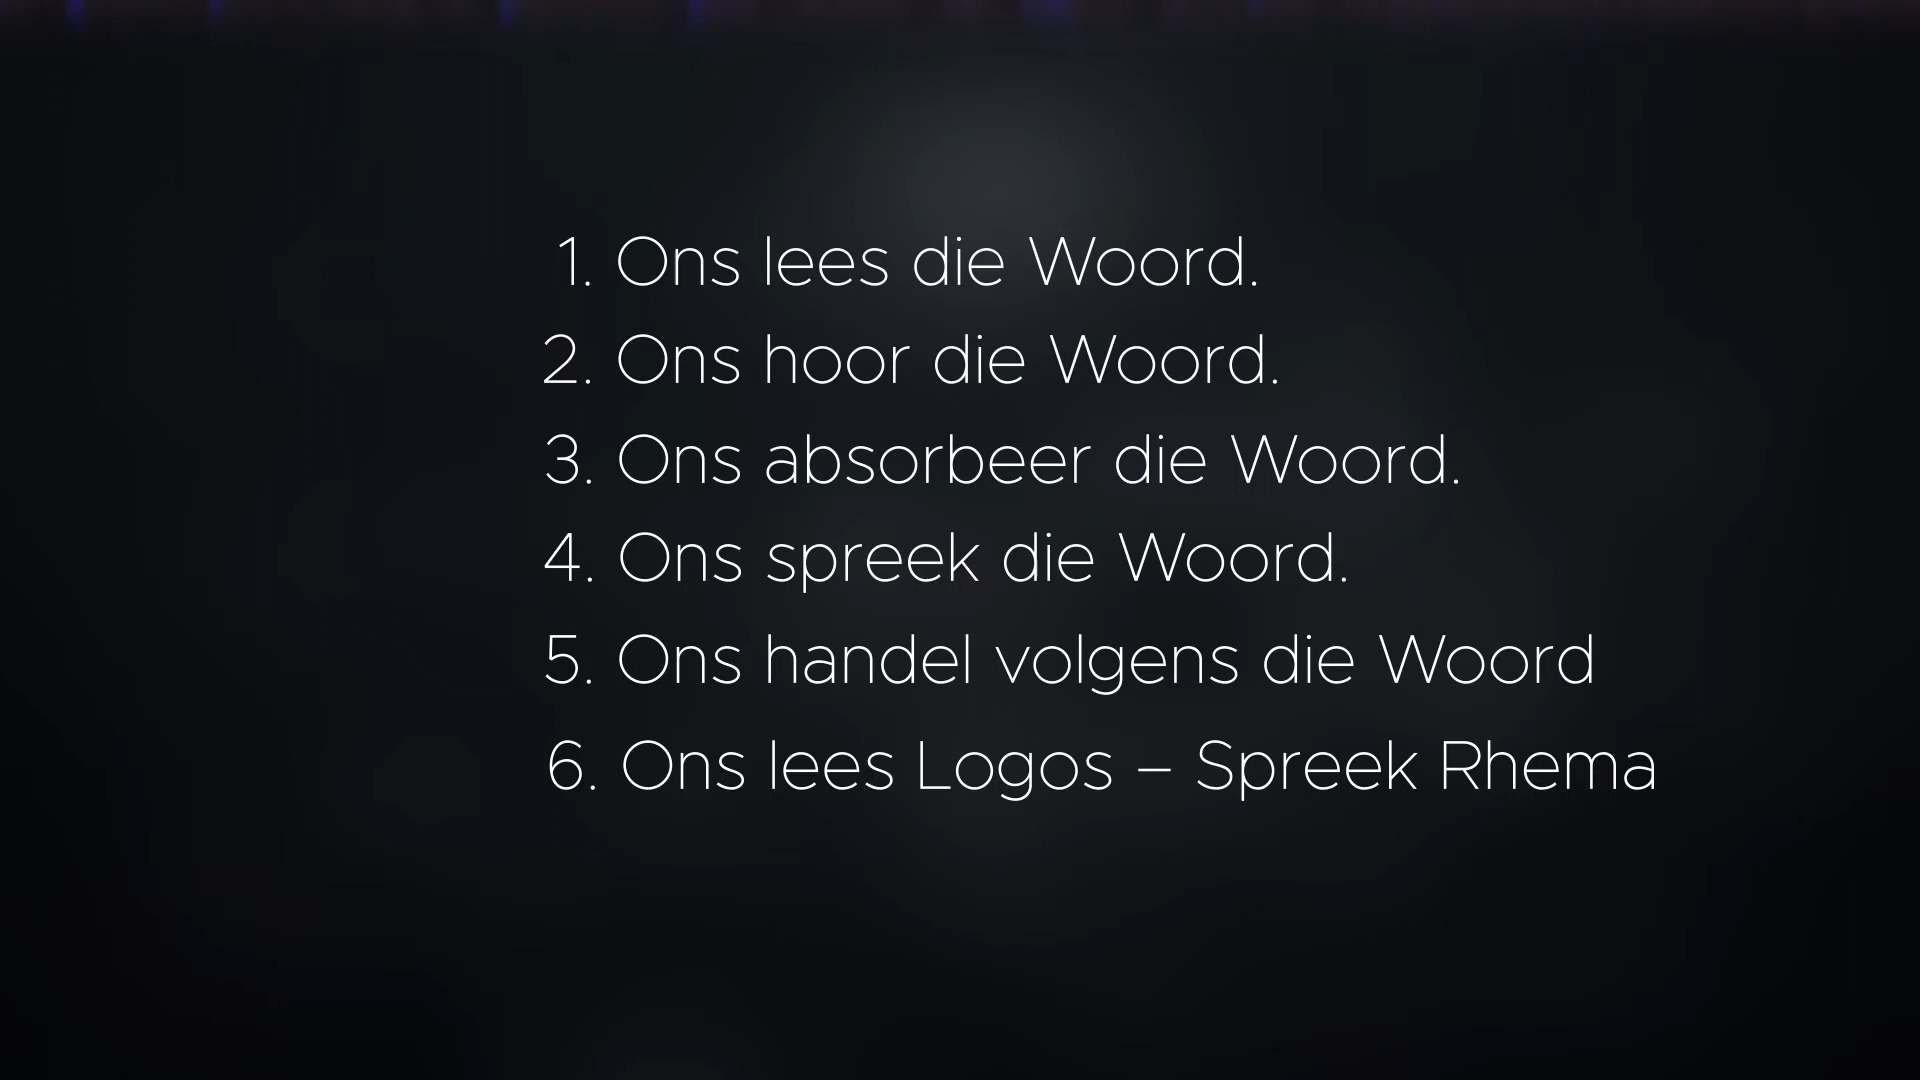 1. Ons lees die Woord.
2. Ons hoor die Woord.
3. Ons absorbeer die Woord.
4. Ons spreek die Woord.
5. Ons handel volgens die Woord
6. Ons lees Logos – Spreek Rhema